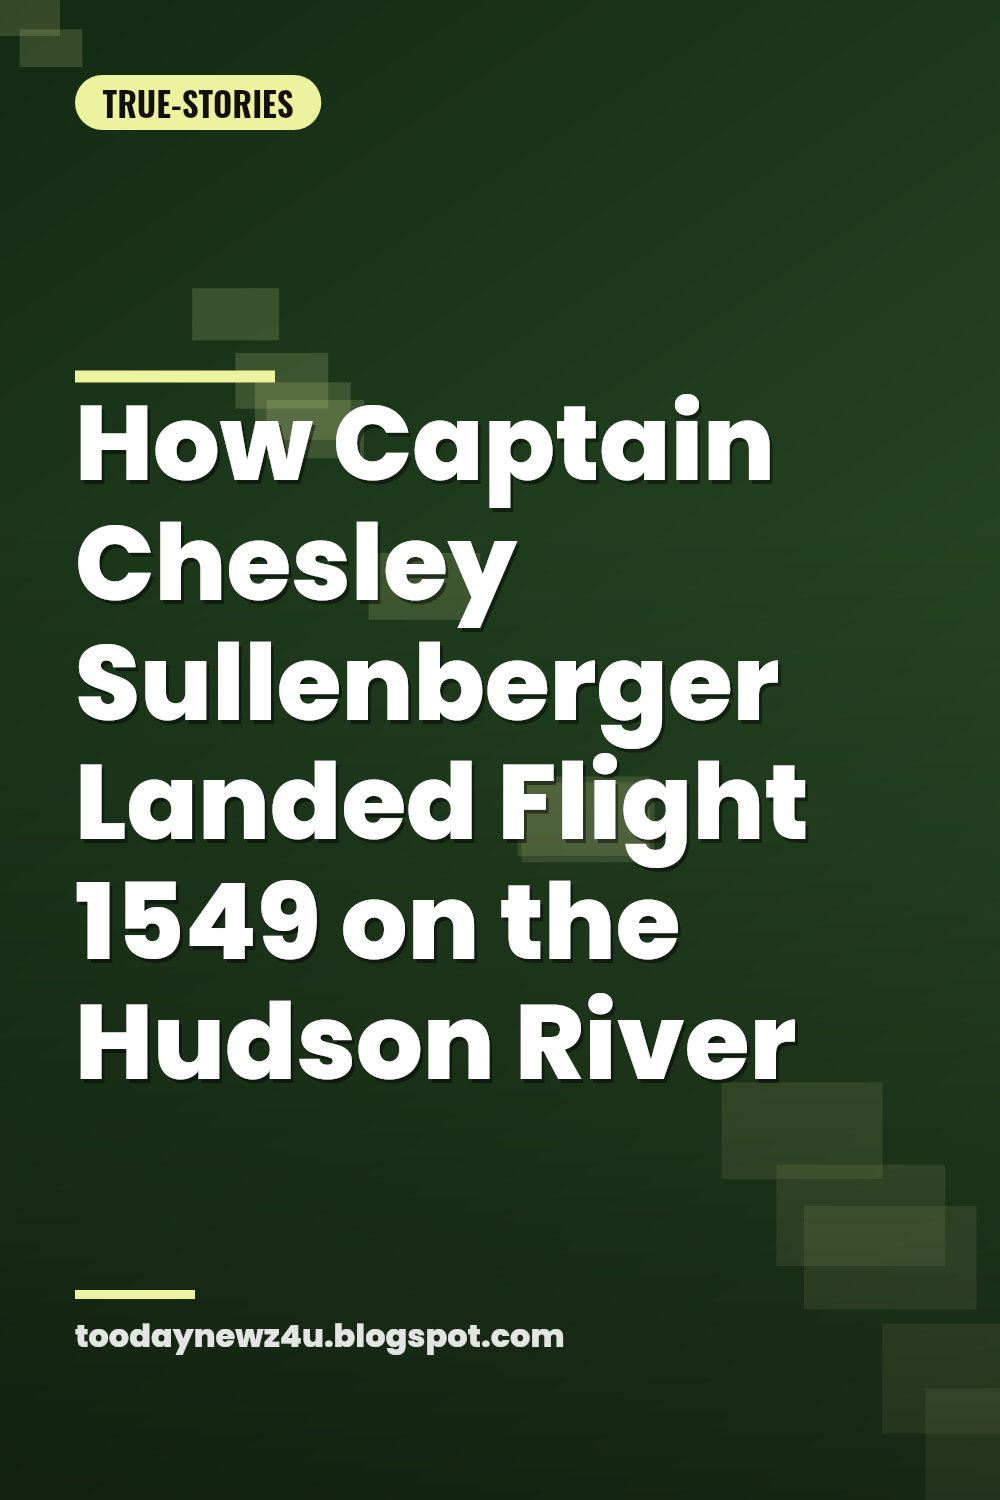 TRUE-STORIES
How Captain
Chesley
Sullenberger
Landed Flight
1549 on the
Hudson River
toodaynewz4u.blogspot.com